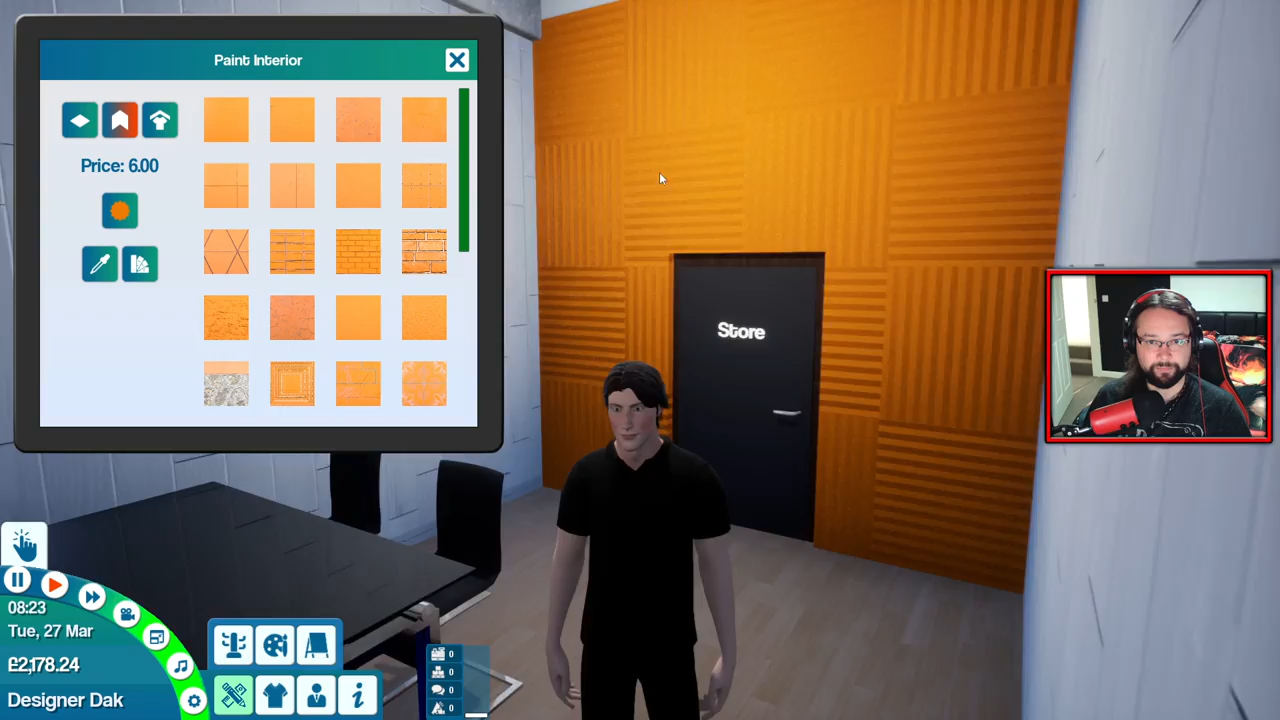 Paint Interior
Price: 6.00
Store
08:23
Tue, 27 Mar
£2,178.24
Designer Dak
0
0
0
0